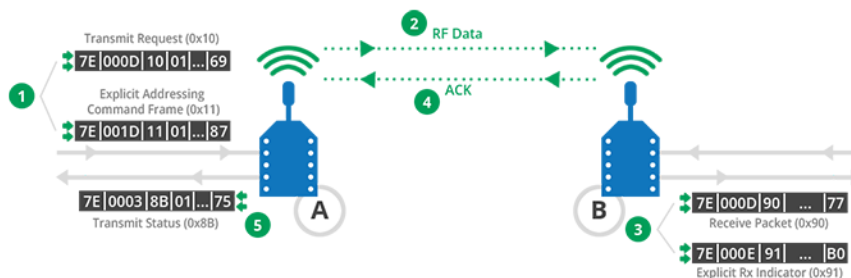 Transmit Request (0x10)
7E|000D|10|01|...|69
1
Explicit Addressing
Command Frame (0x11)
7E|001D|11|01|...|87
2
RF Data
4
ACK
7E|0003|8B|01|...|75
Transmit Status (0x8B)
5
A
B
3
7E|000D|90| ... |77
Receive Packet (0x90)
7E|000E|91| ... |B0
Explicit Rx Indicator (0x91)